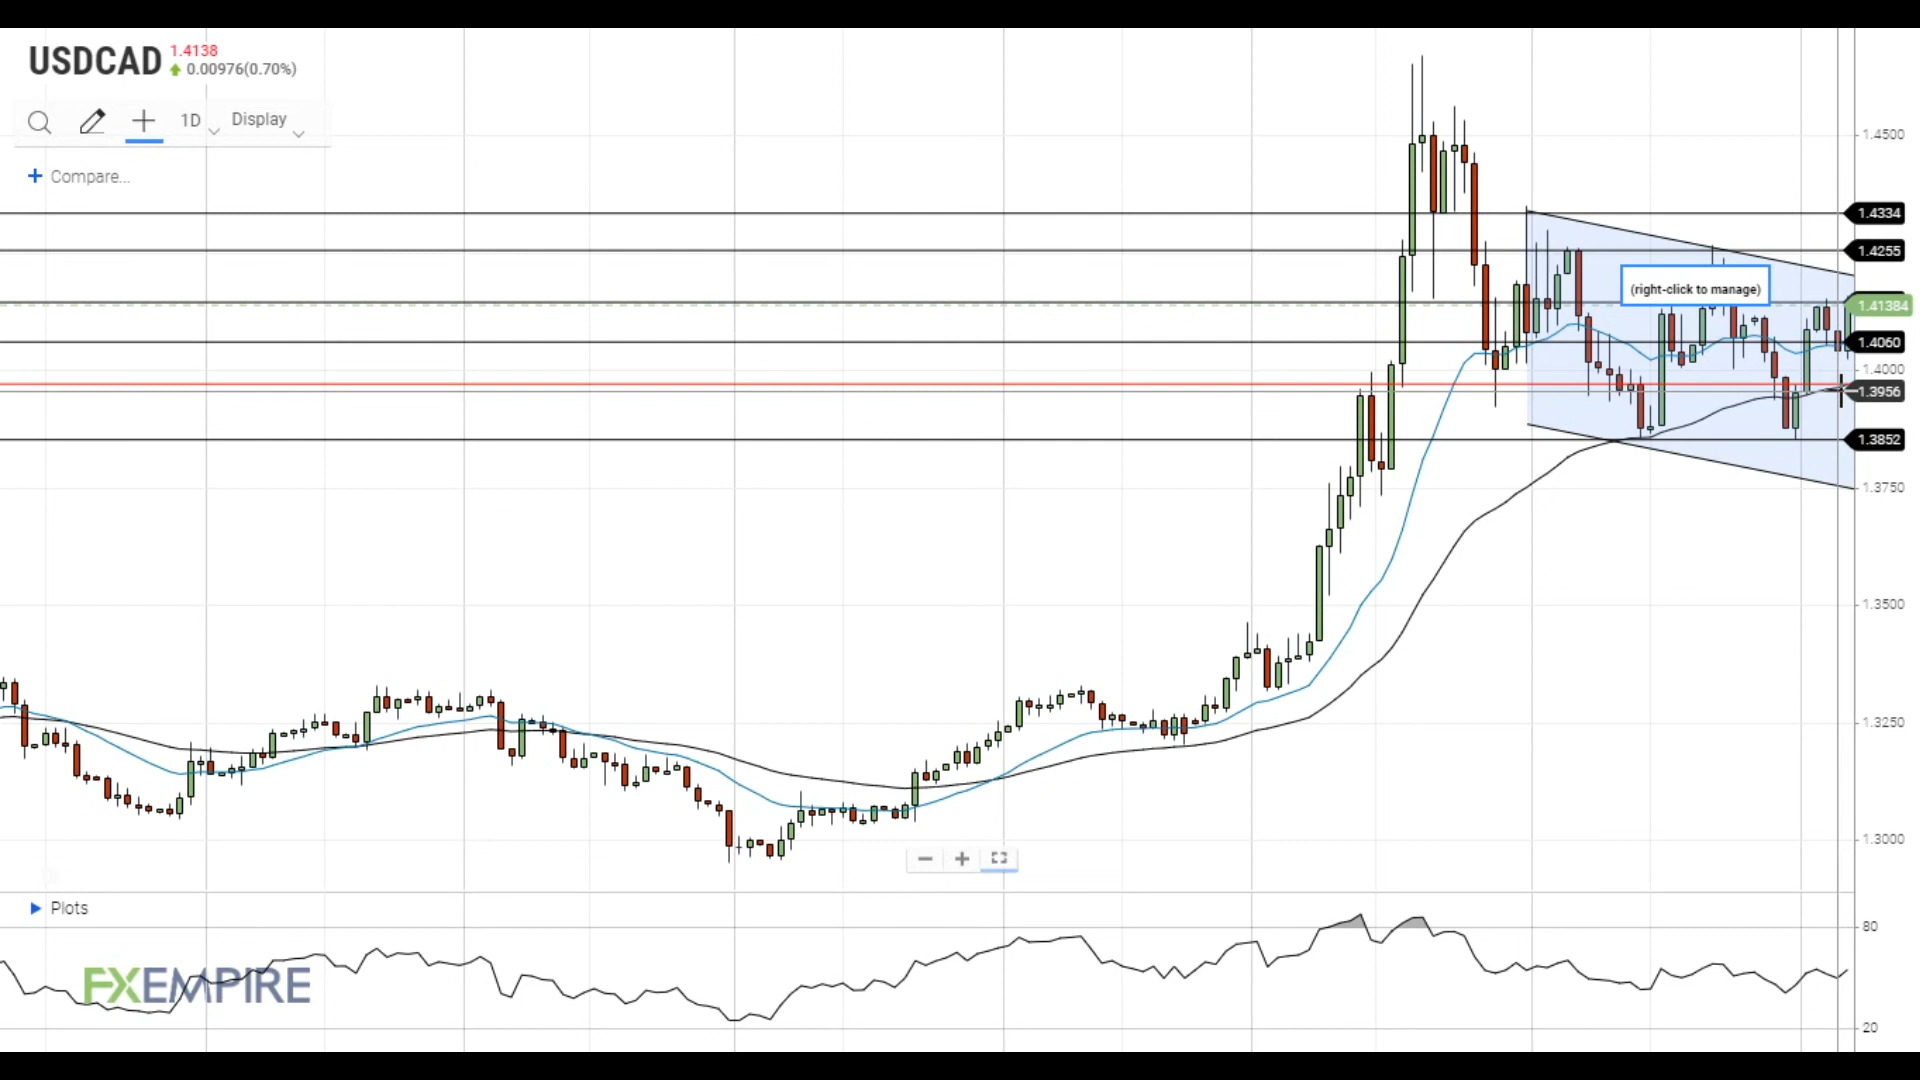 USDCAD
1.4138
0.00976(0.70%)
1D
Display
+ Compare...
1.4500
1.4334
1.4255
(right-click to manage)
1.41384
1.4060
1.4000
1.3956
1.3852
1.3750
1.3500
1.3250
1.3000
Plots
80
FXEMPIRE
20